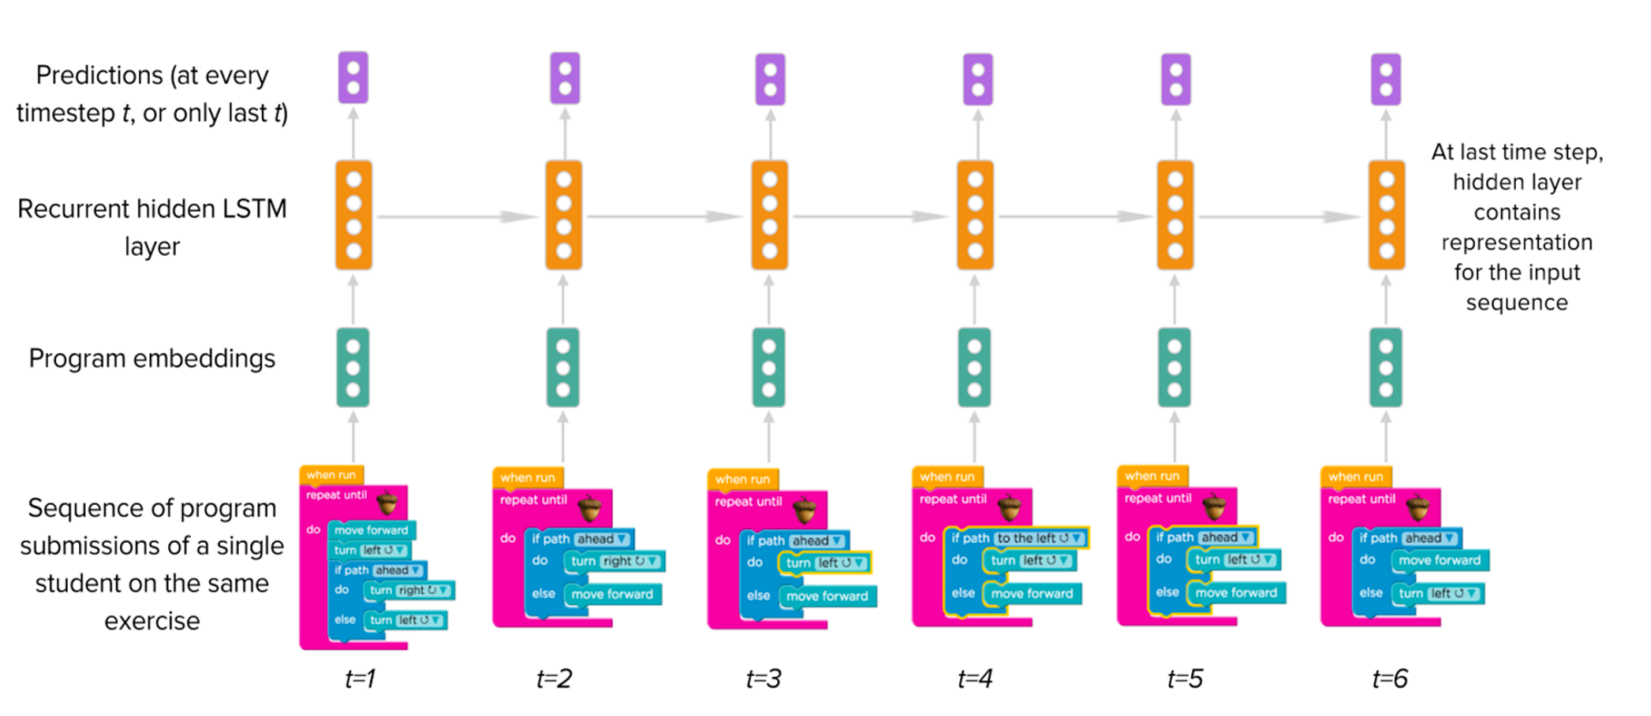 Predictions (at every
timestep t, or only last t)
Recurrent hidden LSTM
layer
At last time step,
hidden layer
contains
representation
for the input
sequence
Program embeddings
Sequence of program
submissions of a single
student on the same
exercise
when run
repeat until
do move forward
turn left ↺ ▼
if path ahead ▼
do turn right ↻ ▼
else turn left ↺ ▼
t=1
when run
repeat until
do if path ahead ▼
do turn right ↻ ▼
else move forward
t=2
when run
repeat until
do if path ahead ▼
do turn left ↺ ▼
else move forward
t=3
when run
repeat until
do if path to the left ↺ ▼
do turn left ↺ ▼
else move forward
t=4
when run
repeat until
do if path ahead ▼
do turn left ↺ ▼
else move forward
t=5
when run
repeat until
do if path ahead ▼
do move forward
else turn left ↺ ▼
t=6